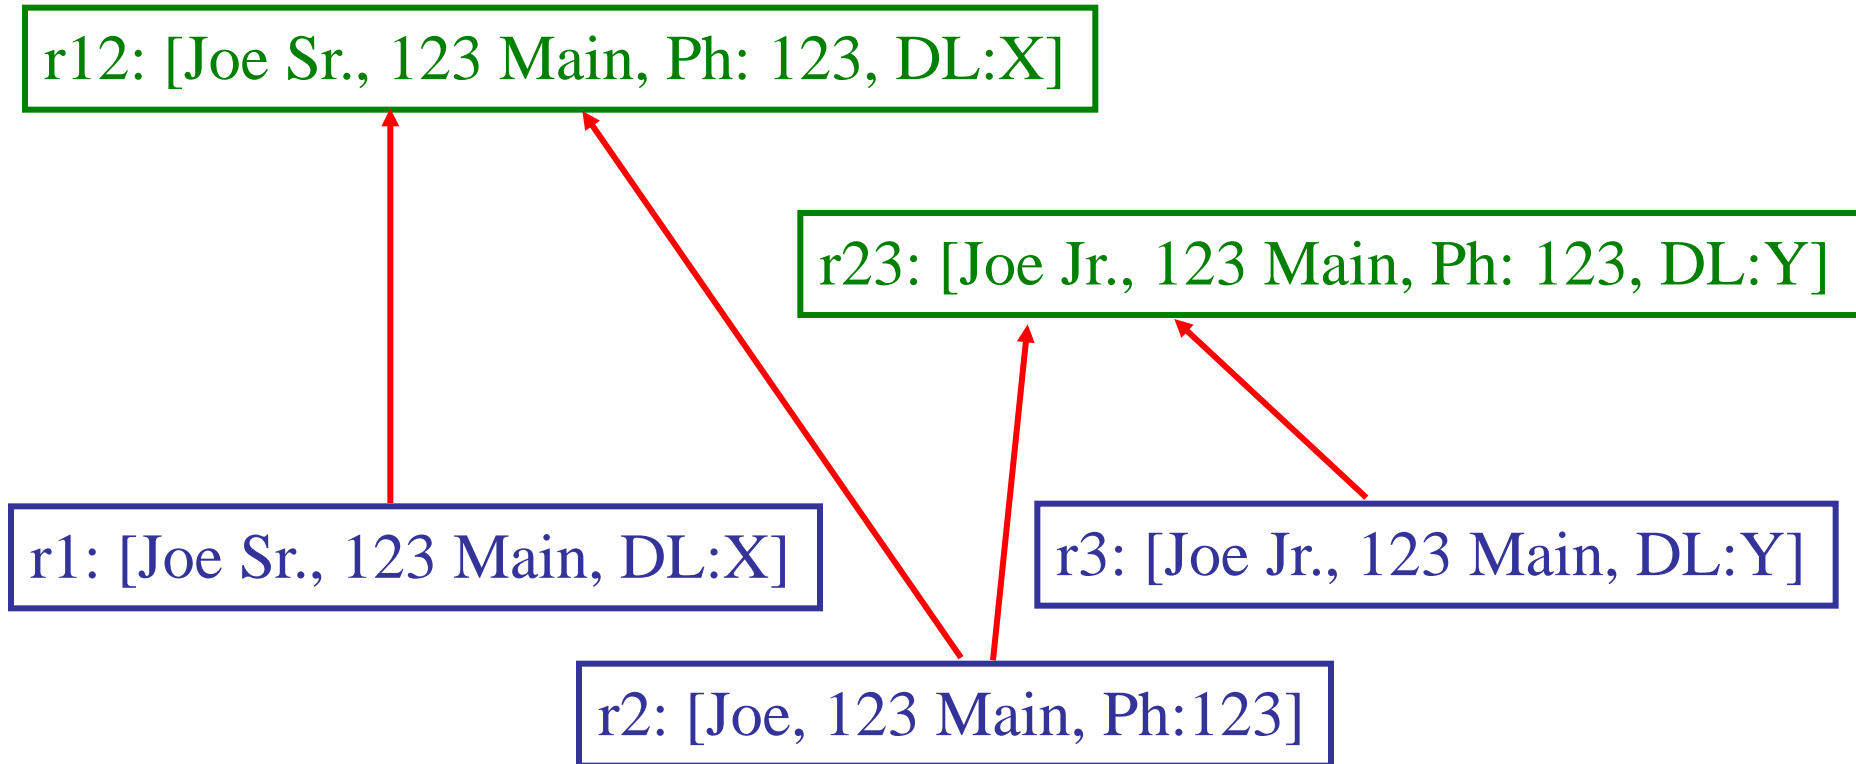 r12: [Joe Sr., 123 Main, Ph: 123, DL:X]
r23: [Joe Jr., 123 Main, Ph: 123, DL:Y]
r1: [Joe Sr., 123 Main, DL:X]
r3: [Joe Jr., 123 Main, DL:Y]
r2: [Joe, 123 Main, Ph:123]